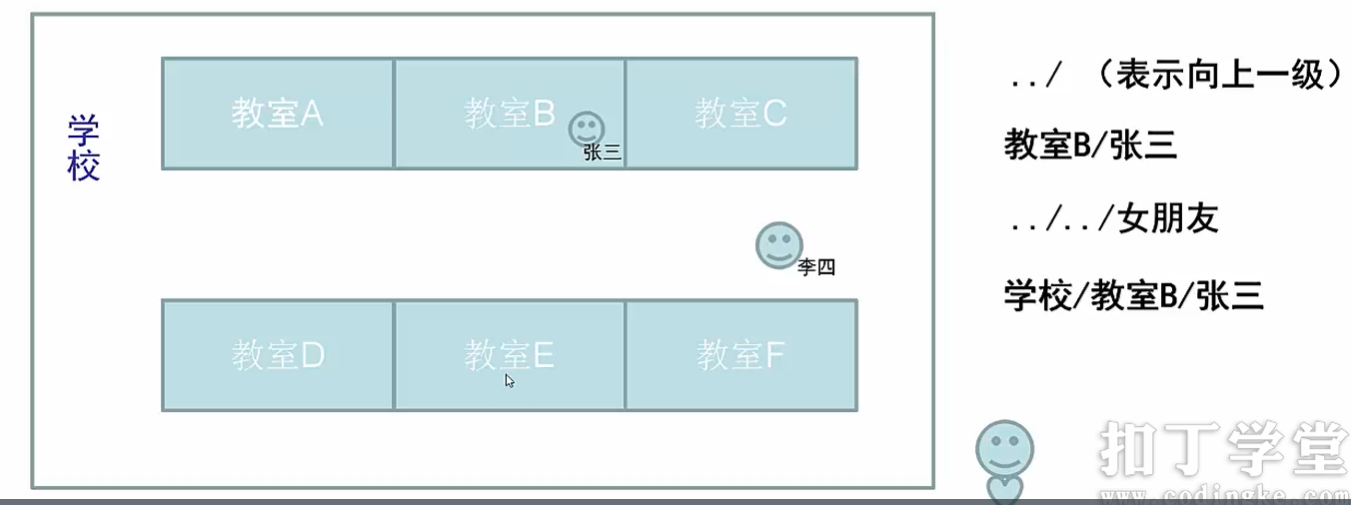 学
校
教室A
教室B
教室C
张三
李四
教室D
教室E
教室F
../ （表示向上一级）
教室B/张三
../../女朋友
学校/教室B/张三
扣丁学堂
www.codingke.com